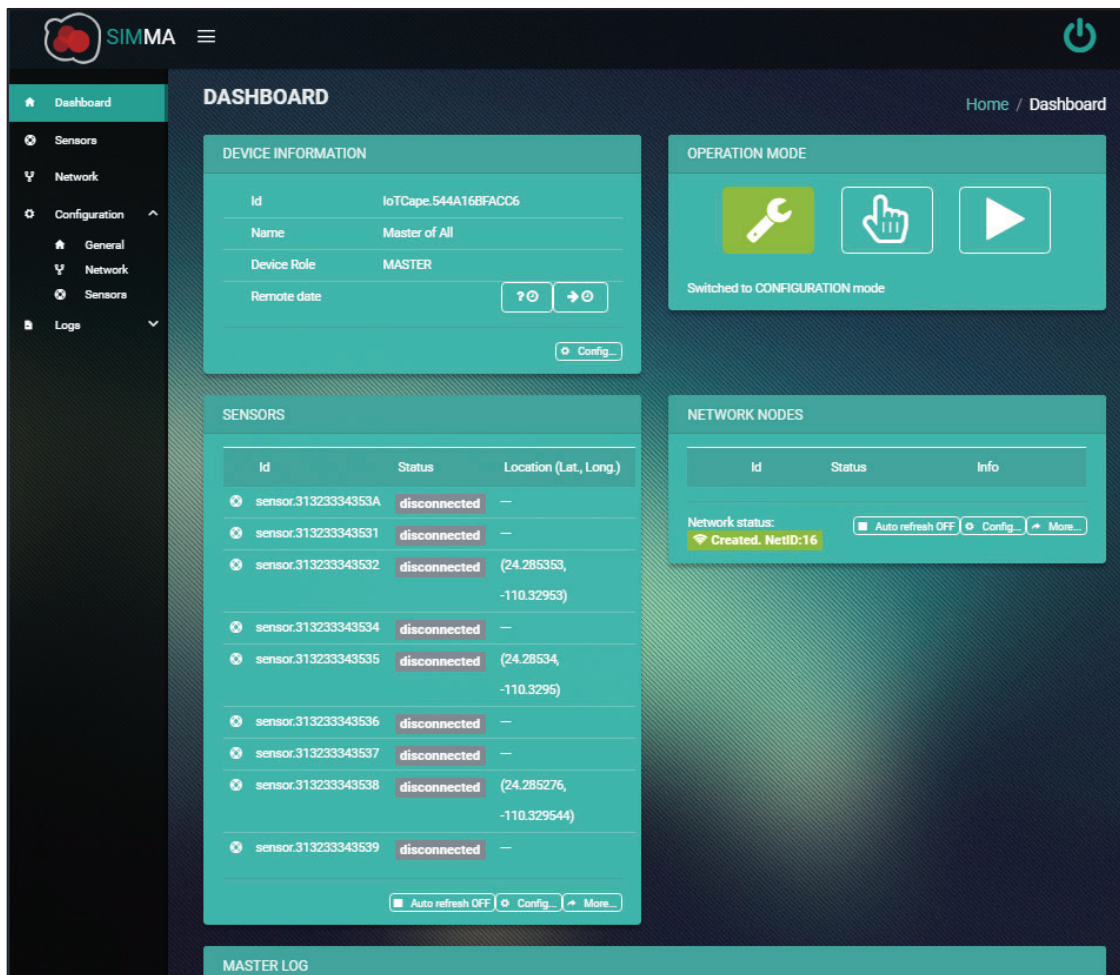 SIMMA
Dashboard
Sensors
Network
Configuration
General
Network
Sensors
Logs
DASHBOARD
Home / Dashboard
DEVICE INFORMATION
Id IoTCape.544A16BFACC6
Name Master of All
Device Role MASTER
Remote date
?
Config...
OPERATION MODE
Switched to CONFIGURATION mode
SENSORS
Id Status Location (Lat., Long.)
sensor.31323334353A disconnected —
sensor.313233343531 disconnected —
sensor.313233343532 disconnected (24.285353,
-110.32953)
sensor.313233343534 disconnected —
sensor.313233343535 disconnected (24.28534,
-110.3295)
sensor.313233343536 disconnected —
sensor.313233343537 disconnected —
sensor.313233343538 disconnected (24.285276,
-110.329544)
sensor.313233343539 disconnected —
Auto refresh OFF Config... More...
NETWORK NODES
Id Status Info
Network status:
Created. NetID:16
Auto refresh OFF Config... More...
MASTER LOG